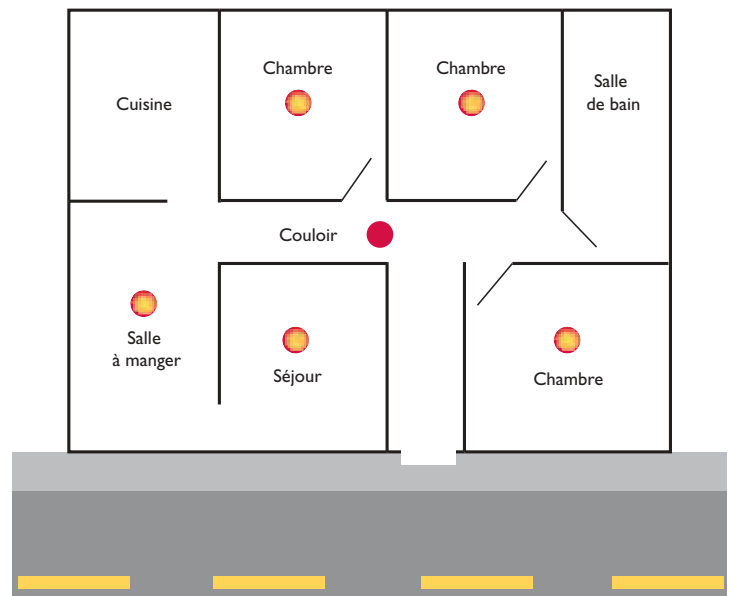 Chambre
Chambre
Salle
de bain
Cuisine
Couloir
Salle
à manger
Séjour
Chambre